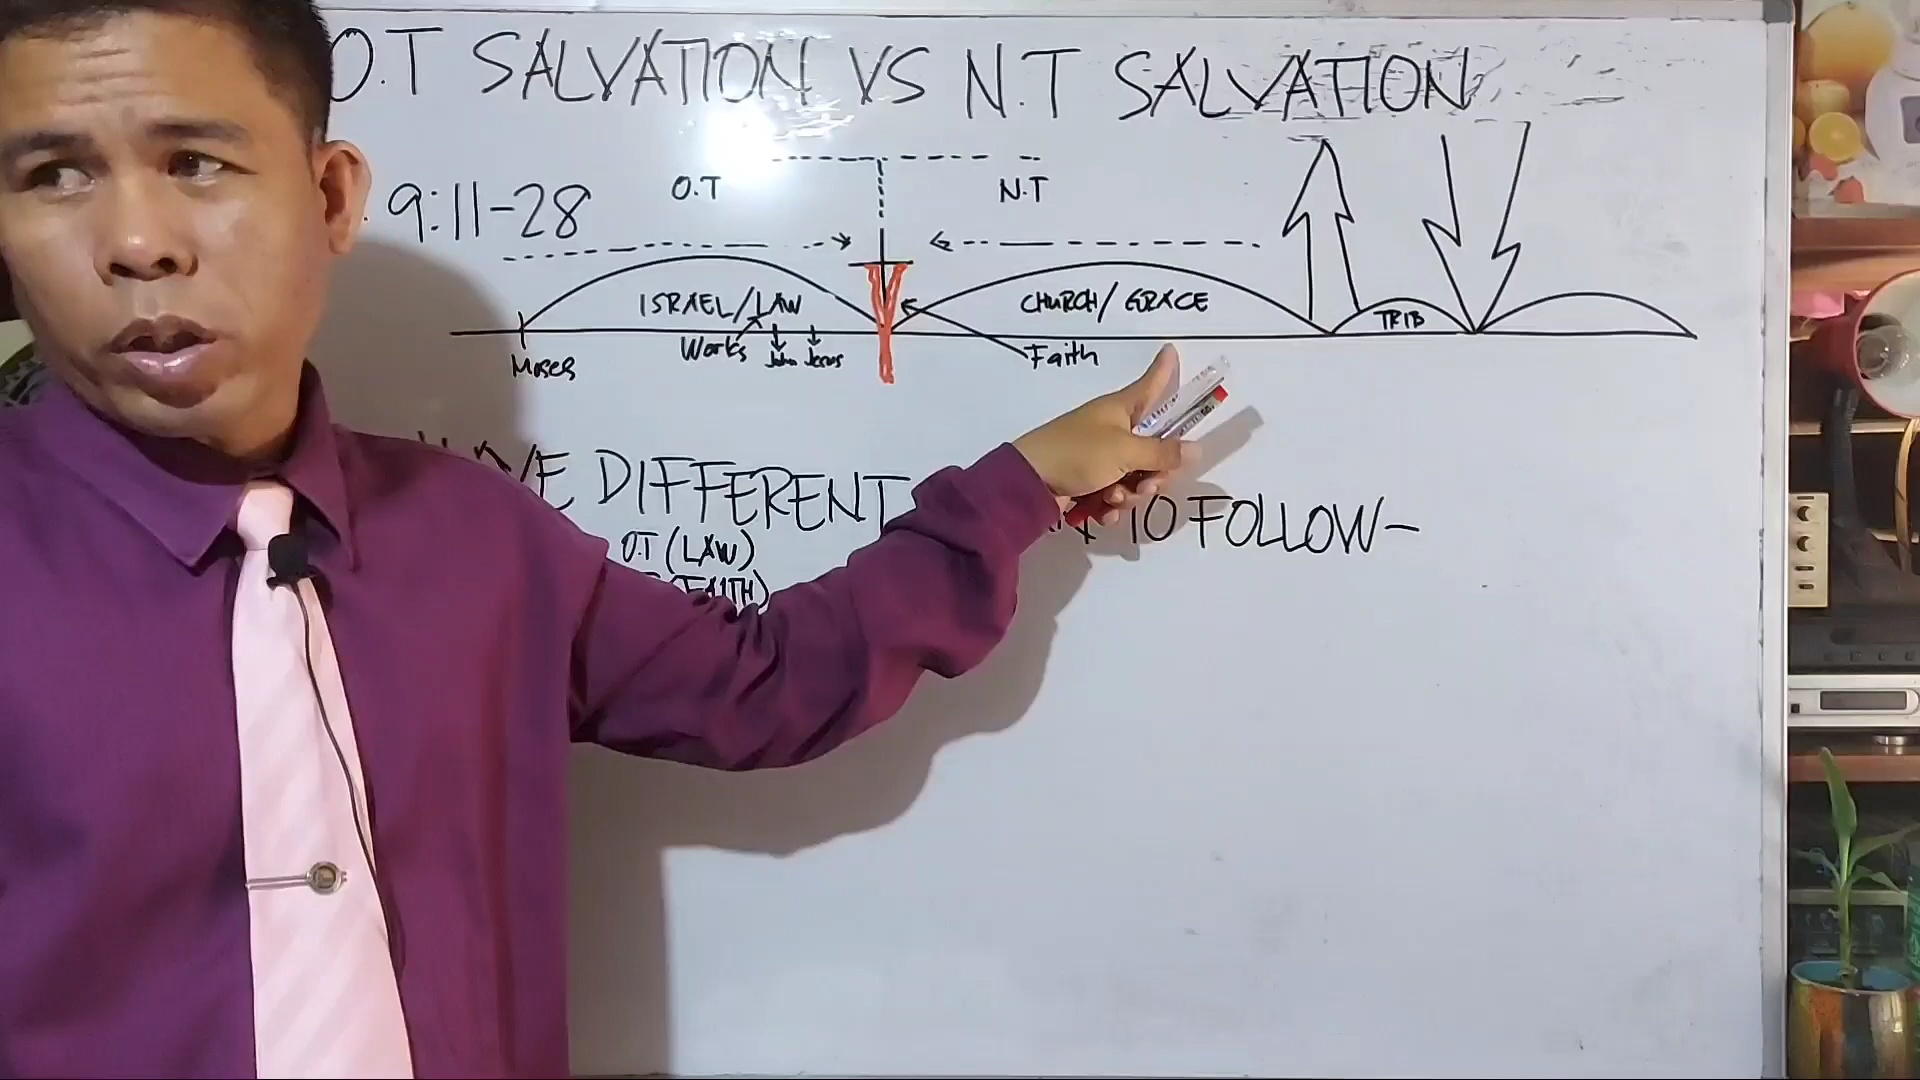 O.T SALVATION VS N.T SALVATION
O.T N.T
9:11-28
ISRAEL/LAW CHURCH/GRACE TRIB
Moses Works John Jesus Faith
DIFFERENT TO FOLLOW-
O.T (LAW)
(FAITH)